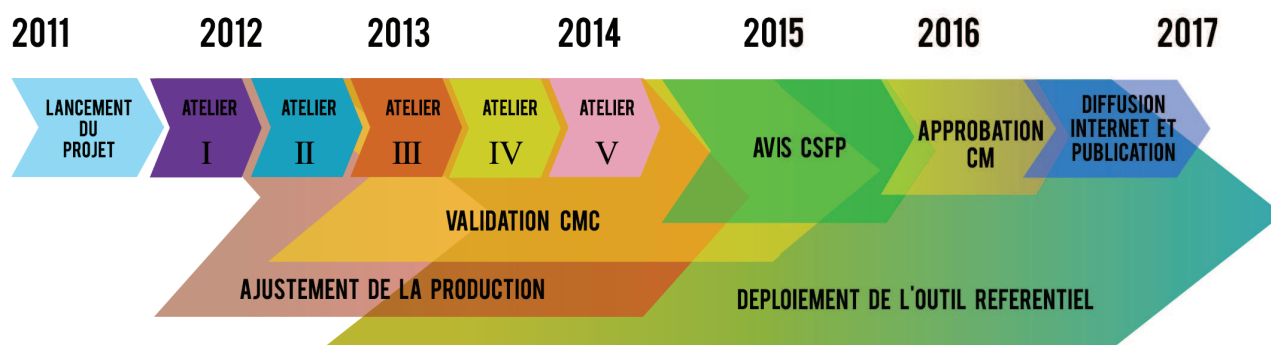 2011 2012 2013 2014 2015 2016 2017
LANCEMENT
DU
PROJET
ATELIER
I
ATELIER
II
ATELIER
III
ATELIER
IV
ATELIER
V
AVIS CSFP
APPROBATION
CM
DIFFUSION
INTERNET ET
PUBLICATION
VALIDATION CMC
AJUSTEMENT DE LA PRODUCTION
DEPLOIEMENT DE L'OUTIL REFERENTIEL